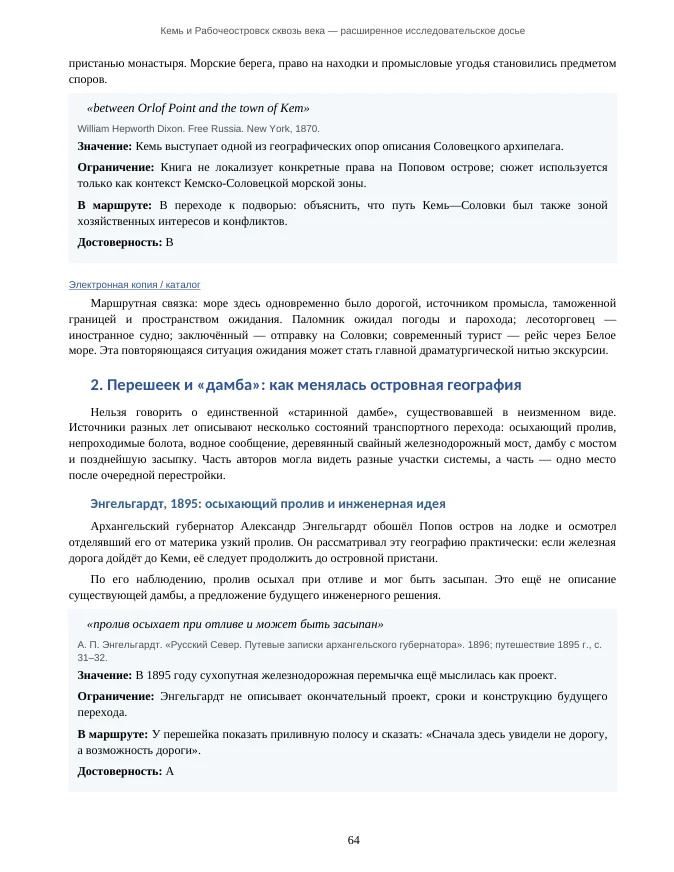 Кемь и Рабочеостровск сквозь века — расширенное исследовательское досье
пристанью монастыря. Морские берега, право на находки и промысловые угодья становились предметом
споров.
«between Orlof Point and the town of Kem»
William Hepworth Dixon. Free Russia. New York, 1870.
Значение: Кемь выступает одной из географических опор описания Соловецкого архипелага.
Ограничение: Книга не локализует конкретные права на Поповом острове; сюжет используется
только как контекст Кемско-Соловецкой морской зоны.
В маршруте: В переходе к подворью: объяснить, что путь Кемь—Соловки был также зоной
хозяйственных интересов и конфликтов.
Достоверность: B
Электронная копия / каталог
Маршрутная связка: море здесь одновременно было дорогой, источником промысла, таможенной
границей и пространством ожидания. Паломник ожидал погоды и парохода; лесоторговец —
иностранное судно; заключённый — отправку на Соловки; современный турист — рейс через Белое
море. Эта повторяющаяся ситуация ожидания может стать главной драматургической нитью экскурсии.
2. Перешеек и «дамба»: как менялась островная география
Нельзя говорить о единственной «старинной дамбе», существовавшей в неизменном виде.
Источники разных лет описывают несколько состояний транспортного перехода: осыхающий пролив,
непроходимые болота, водное сообщение, деревянный свайный железнодорожный мост, дамбу с мостом
и позднейшую засыпку. Часть авторов могла видеть разные участки системы, а часть — одно место
после очередной перестройки.
Энгельгардт, 1895: осыхающий пролив и инженерная идея
Архангельский губернатор Александр Энгельгардт обошёл Попов остров на лодке и осмотрел
отделявший его от материка узкий пролив. Он рассматривал эту географию практически: если железная
дорога дойдёт до Кеми, её следует продолжить до островной пристани.
По его наблюдению, пролив осыхал при отливе и мог быть засыпан. Это ещё не описание
существующей дамбы, а предложение будущего инженерного решения.
«пролив осыхает при отливе и может быть засыпан»
А. П. Энгельгардт. «Русский Север. Путевые записки архангельского губернатора». 1896; путешествие 1895 г., с.
31–32.
Значение: В 1895 году сухопутная железнодорожная перемычка ещё мыслилась как проект.
Ограничение: Энгельгардт не описывает окончательный проект, сроки и конструкцию будущего
перехода.
В маршруте: У перешейка показать приливную полосу и сказать: «Сначала здесь увидели не дорогу,
а возможность дороги».
Достоверность: A
64